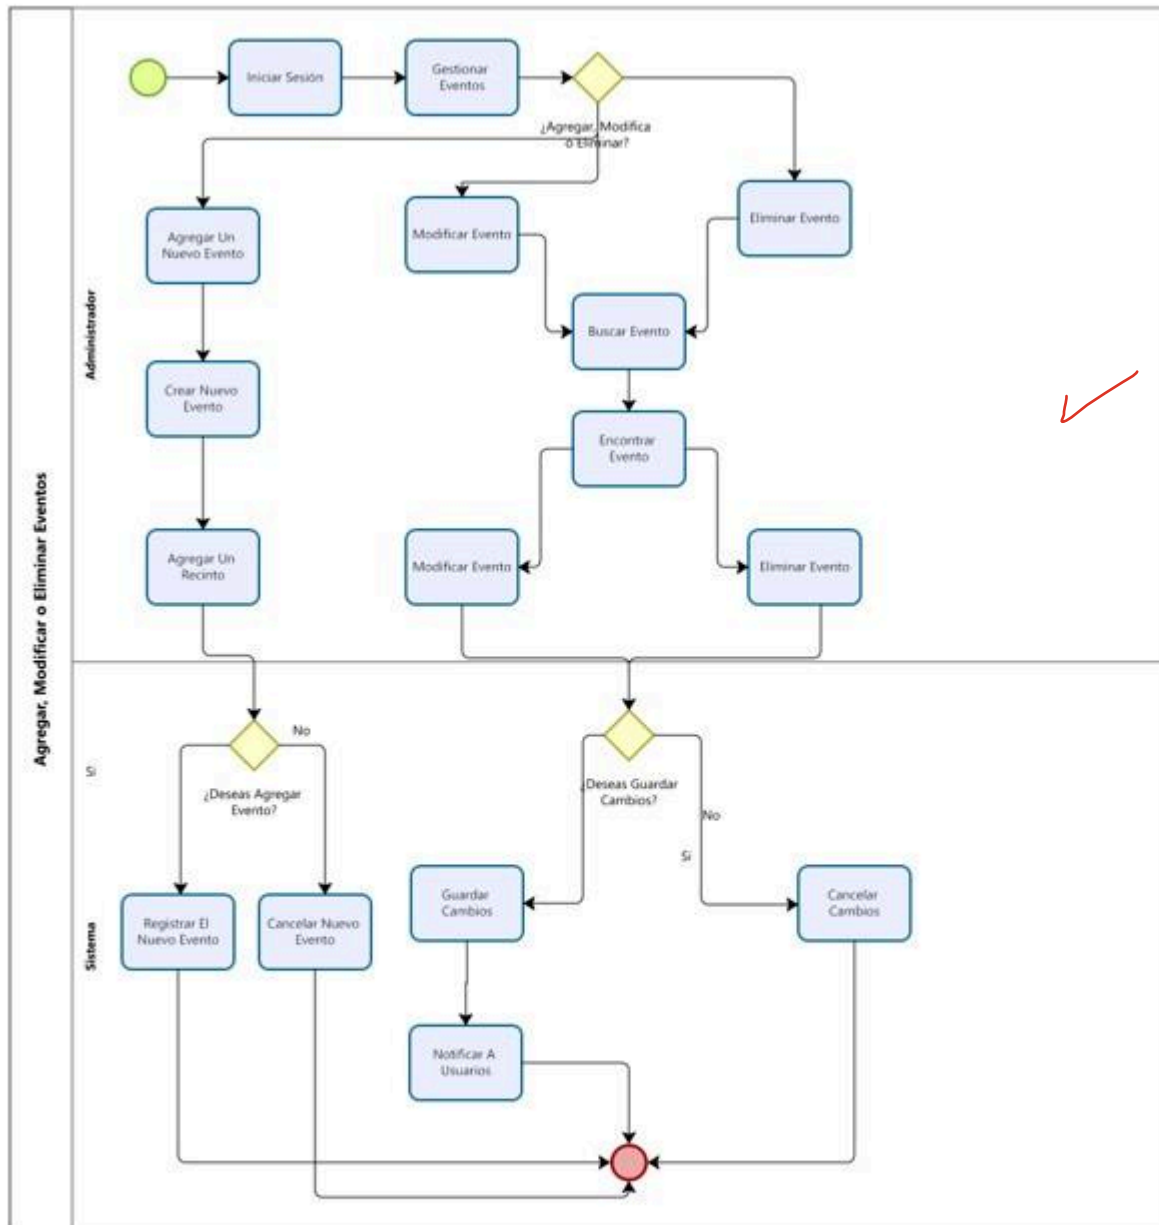 Agregar, Modificar o Eliminar Eventos
Administrador
Iniciar Sesión
Gestionar
Eventos
¿Agregar, Modifica
o Eliminar?
Agregar Un
Nuevo Evento
Modificar Evento
Eliminar Evento
Buscar Evento
Crear Nuevo
Evento
Encontrar
Evento
Agregar Un
Recinto
Modificar Evento
Eliminar Evento
Sistema
No
Si
¿Deseas Agregar
Evento?
¿Deseas Guardar
Cambios?
No
Si
Registrar El
Nuevo Evento
Cancelar Nuevo
Evento
Guardar
Cambios
Cancelar
Cambios
Notificar A
Usuarios